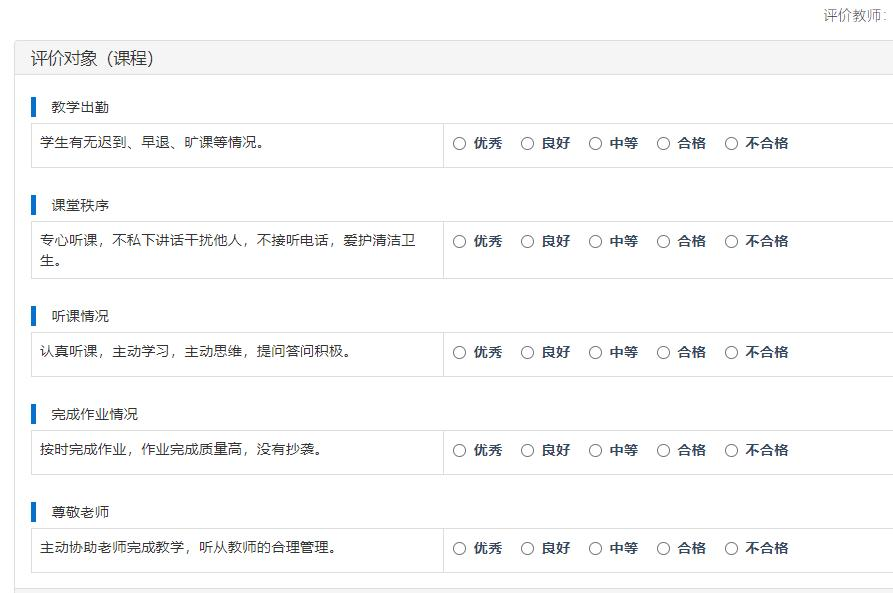 评价教师:
评价对象（课程）
教学出勤
学生有无迟到、早退、旷课等情况。 优秀 良好 中等 合格 不合格
课堂秩序
专心听课，不私下讲话干扰他人，不接听电话，爱护清洁卫 优秀 良好 中等 合格 不合格
生。
听课情况
认真听课，主动学习，主动思维，提问答问积极。 优秀 良好 中等 合格 不合格
完成作业情况
按时完成作业，作业完成质量高，没有抄袭。 优秀 良好 中等 合格 不合格
尊敬老师
主动协助老师完成教学，听从教师的合理管理。 优秀 良好 中等 合格 不合格